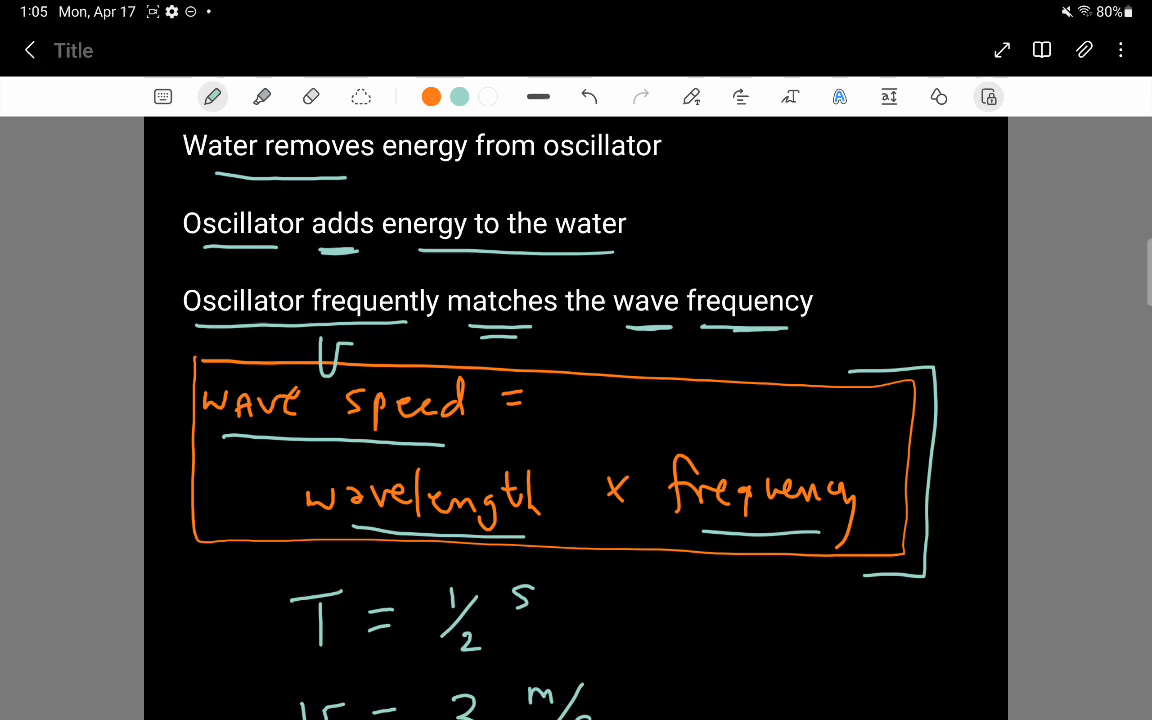 1:05 Mon, Apr 17 80%
Title
Water removes energy from oscillator
Oscillator adds energy to the water
Oscillator frequently matches the wave frequency
v
wave speed =
wavelength x frequency
T = 1/2 s
v = 3 m/s